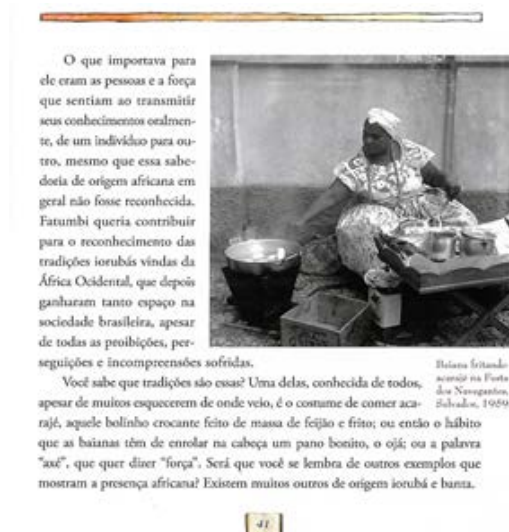 O que importava para
ele eram as pessoas e a força
que sentiam ao transmitir
seus conhecimentos oralmen-
te, de um indivíduo para ou-
tro, mesmo que essa sabe-
doria de origem africana em
geral não fosse reconhecida.
Fatumbi queria contribuir
para o reconhecimento das
tradições iorubás vindas da
África Ocidental, que depois
ganharam tanto espaço na
sociedade brasileira, apesar
de todas as proibições, per-
seguições e incompreensões sofridas.
Você sabe que tradições são essas? Uma delas, conhecida de todos,
apesar de muitos esquecerem de onde veio, é o costume de comer aca-
rajé, aquele bolinho crocante feito de massa de feijão e frito; ou então o hábito
que as baianas têm de enrolar na cabeça um pano bonito, o ojá; ou a palavra
"axé", que quer dizer "força". Será que você se lembra de outros exemplos que
mostram a presença africana? Existem muitos outros de origem iorubá e banta.
Baiana fritando
acarajé na Festa
dos Navegantes,
Salvador, 1959
41